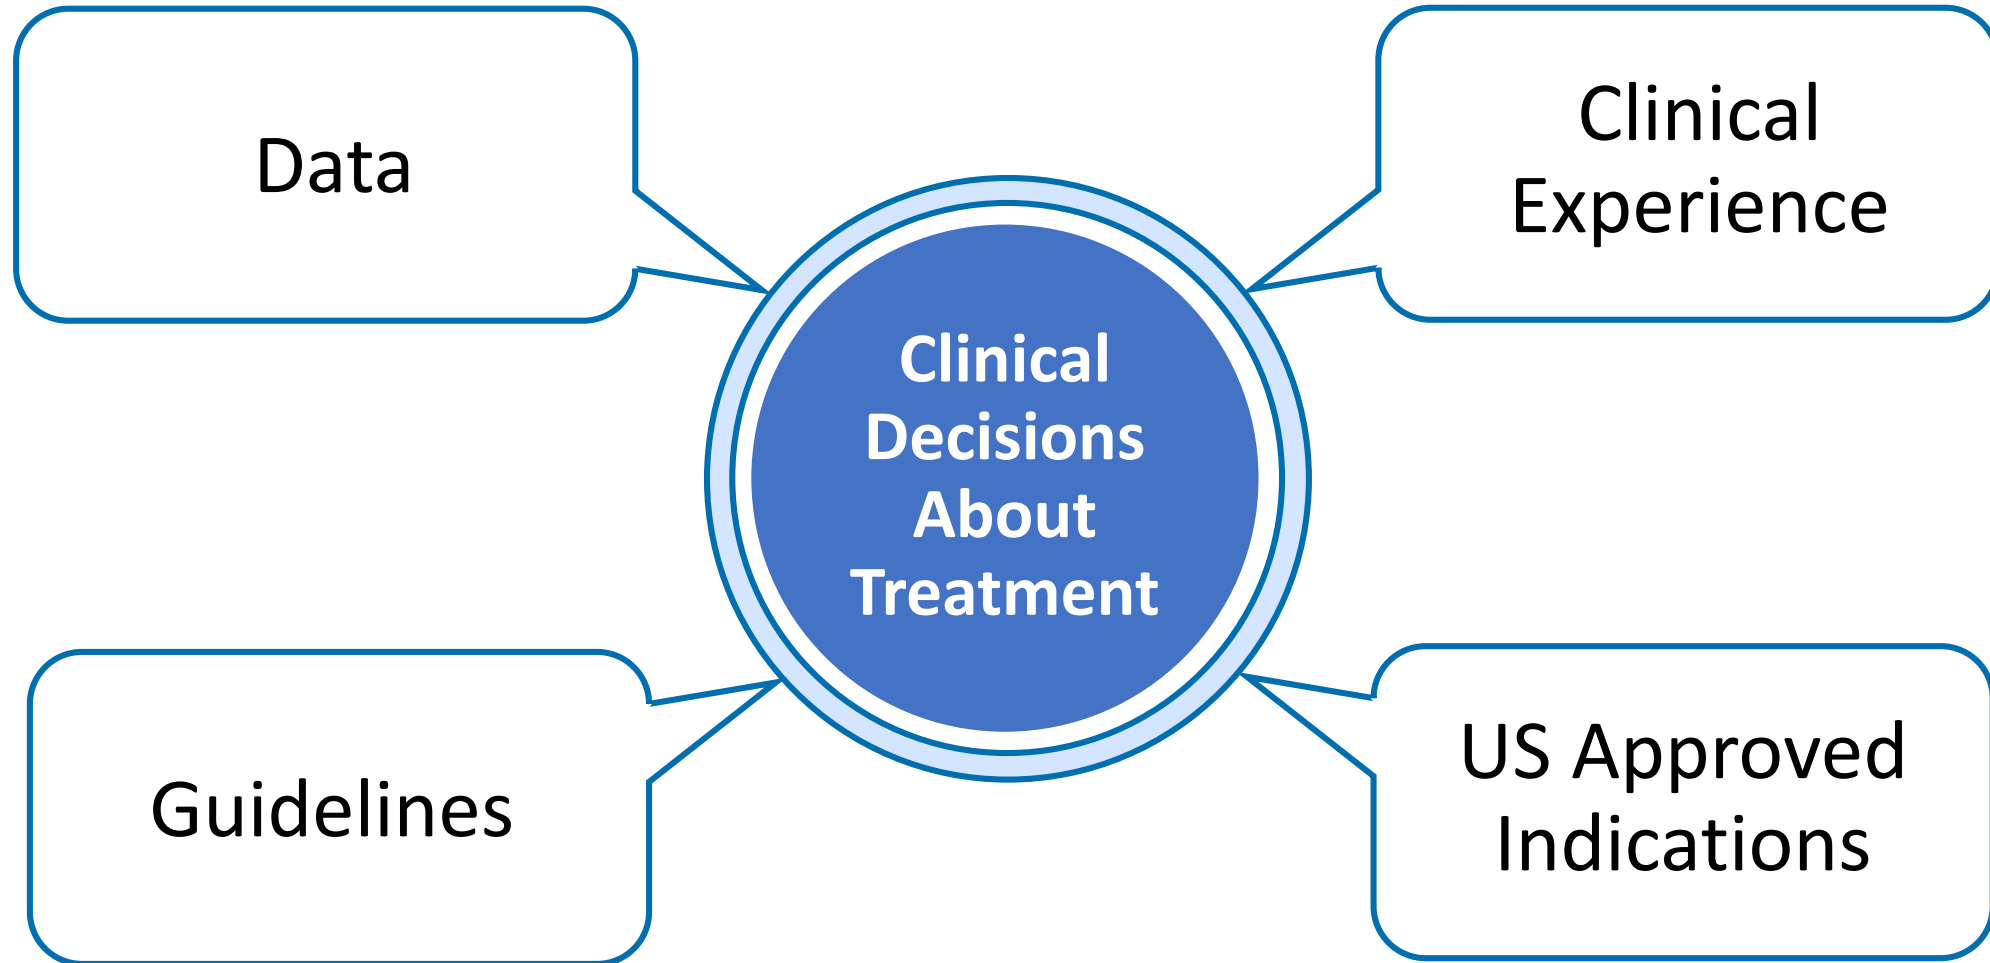 Data
Clinical
Experience
Clinical
Decisions
About
Treatment
Guidelines
US Approved
Indications